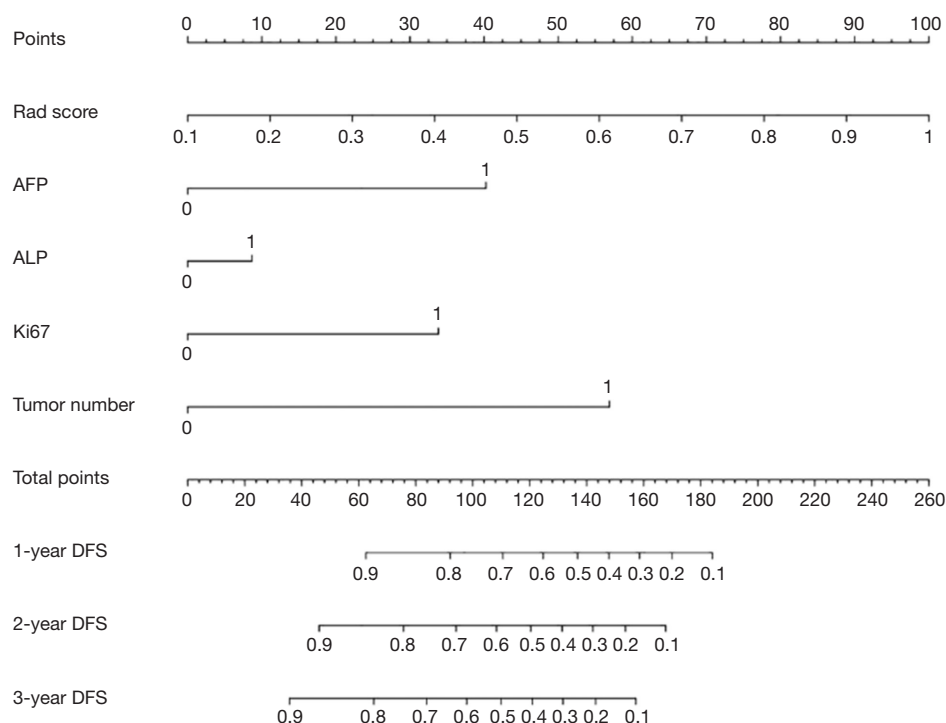 Points 0 10 20 30 40 50 60 70 80 90 100
Rad score
0.1 0.2 0.3 0.4 0.5 0.6 0.7 0.8 0.9 1
1
AFP
0
1
ALP
0
1
Ki67
0
1
Tumor number
0
Total points
0 20 40 60 80 100 120 140 160 180 200 220 240 260
1-year DFS
0.9 0.8 0.7 0.6 0.5 0.4 0.3 0.2 0.1
2-year DFS
0.9 0.8 0.7 0.6 0.5 0.4 0.3 0.2 0.1
3-year DFS
0.9 0.8 0.7 0.6 0.5 0.4 0.3 0.2 0.1